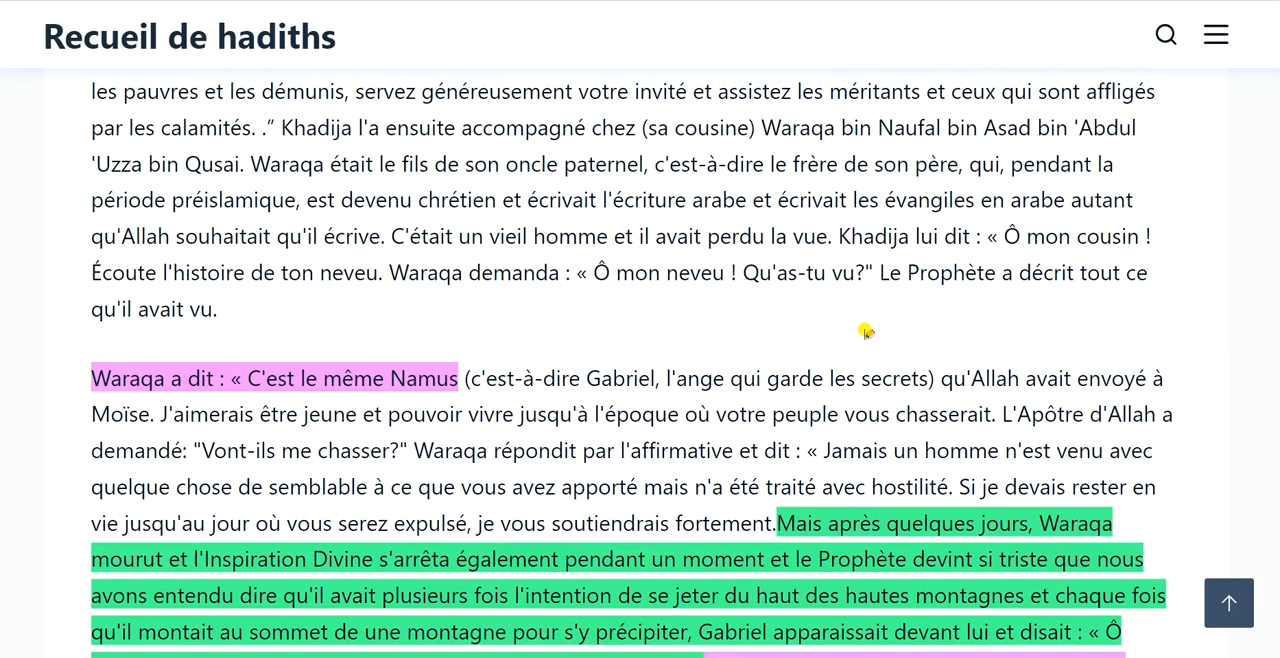 Recueil de hadiths
les pauvres et les démunis, servez généreusement votre invité et assistez les méritants et ceux qui sont affligés
par les calamités. .” Khadija l'a ensuite accompagné chez (sa cousine) Waraqa bin Naufal bin Asad bin 'Abdul
'Uzza bin Qusai. Waraqa était le fils de son oncle paternel, c'est-à-dire le frère de son père, qui, pendant la
période préislamique, est devenu chrétien et écrivait l'écriture arabe et écrivait les évangiles en arabe autant
qu'Allah souhaitait qu'il écrive. C'était un vieil homme et il avait perdu la vue. Khadija lui dit : « Ô mon cousin !
Écoute l'histoire de ton neveu. Waraqa demanda : « Ô mon neveu ! Qu'as-tu vu?" Le Prophète a décrit tout ce
qu'il avait vu.
Waraqa a dit : « C'est le même Namus (c'est-à-dire Gabriel, l'ange qui garde les secrets) qu'Allah avait envoyé à
Moïse. J'aimerais être jeune et pouvoir vivre jusqu'à l'époque où votre peuple vous chasserait. L'Apôtre d'Allah a
demandé: "Vont-ils me chasser?" Waraqa répondit par l'affirmative et dit : « Jamais un homme n'est venu avec
quelque chose de semblable à ce que vous avez apporté mais n'a été traité avec hostilité. Si je devais rester en
vie jusqu'au jour où vous serez expulsé, je vous soutiendrais fortement.Mais après quelques jours, Waraqa
mourut et l'Inspiration Divine s'arrêta également pendant un moment et le Prophète devint si triste que nous
avons entendu dire qu'il avait plusieurs fois l'intention de se jeter du haut des hautes montagnes et chaque fois
qu'il montait au sommet de une montagne pour s'y précipiter, Gabriel apparaissait devant lui et disait : « Ô